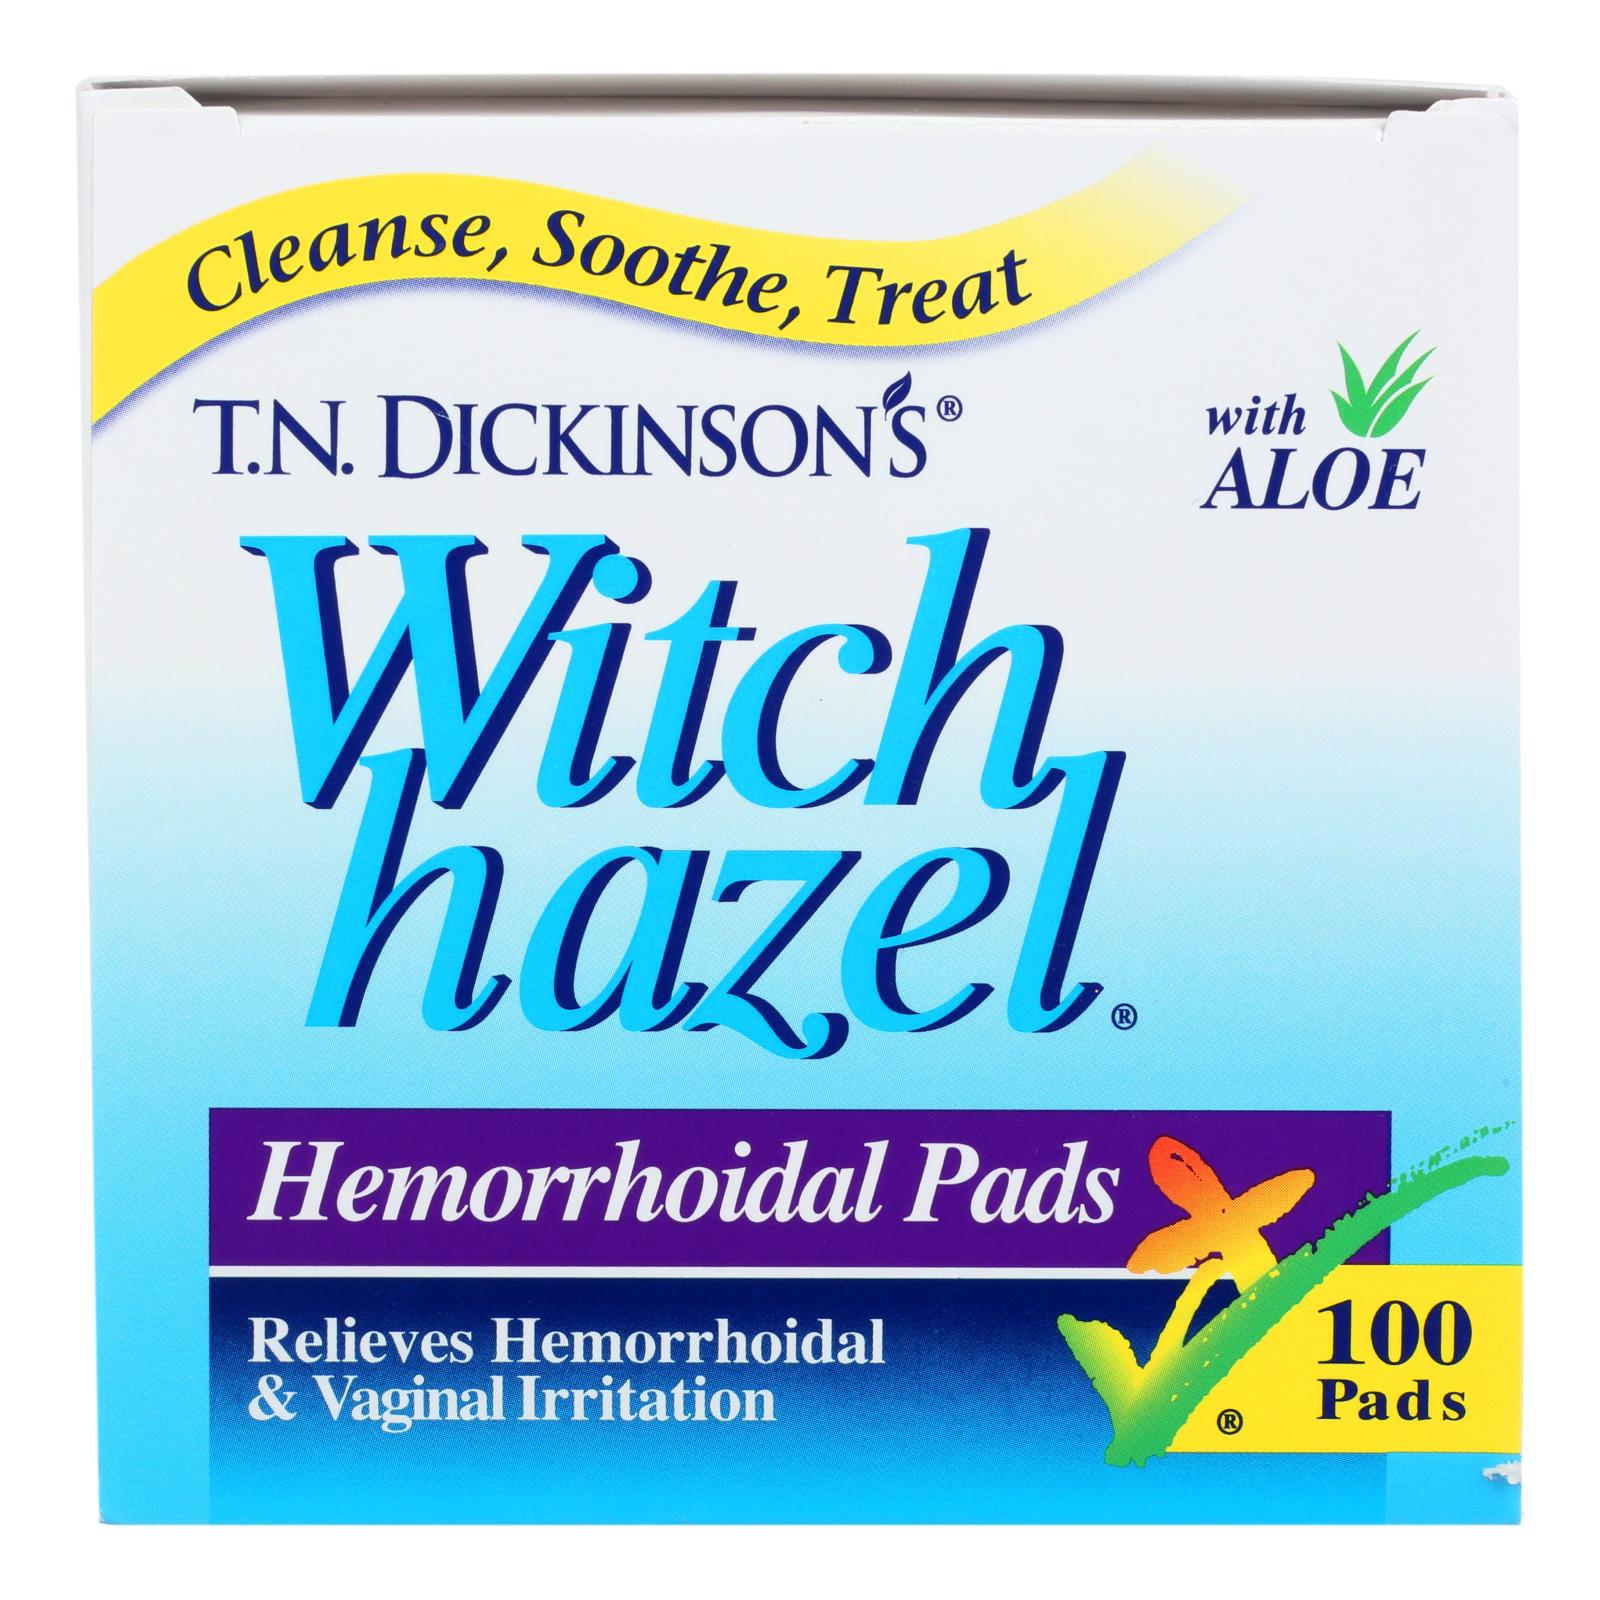 Cleanse, Soothe, Treat
T.N. DICKINSON'S®
with
ALOE
Witch
hazel®
Hemorrhoidal Pads
Relieves Hemorrhoidal
& Vaginal Irritation
®
100
Pads